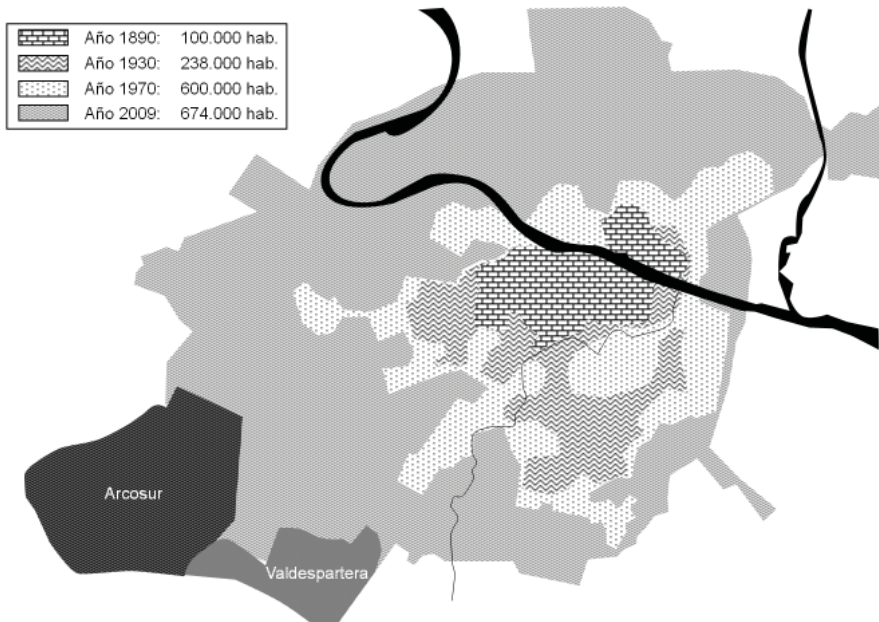 Año 1890: 100.000 hab.
Año 1930: 238.000 hab.
Año 1970: 600.000 hab.
Año 2009: 674.000 hab.
Arcosur
Valdespartera